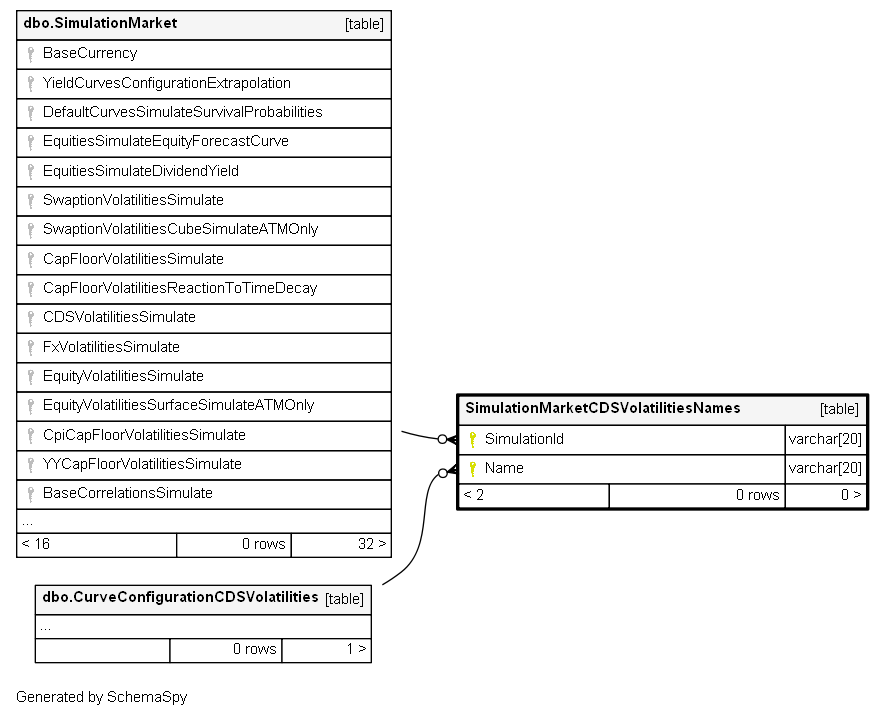 dbo.SimulationMarket [table]
BaseCurrency
YieldCurvesConfigurationExtrapolation
DefaultCurvesSimulateSurvivalProbabilities
EquitiesSimulateEquityForecastCurve
EquitiesSimulateDividendYield
SwaptionVolatilitiesSimulate
SwaptionVolatilitiesCubeSimulateATMOnly
CapFloorVolatilitiesSimulate
CapFloorVolatilitiesReactionToTimeDecay
CDSVolatilitiesSimulate
FxVolatilitiesSimulate
EquityVolatilitiesSimulate
EquityVolatilitiesSurfaceSimulateATMOnly
CpiCapFloorVolatilitiesSimulate
YYCapFloorVolatilitiesSimulate
BaseCorrelationsSimulate
...
< 16 0 rows 32 >
SimulationMarketCDSVolatilitiesNames [table]
SimulationId varchar[20]
Name varchar[20]
< 2 0 rows 0 >
dbo.CurveConfigurationCDSVolatilities [table]
...
0 rows 1 >
Generated by SchemaSpy